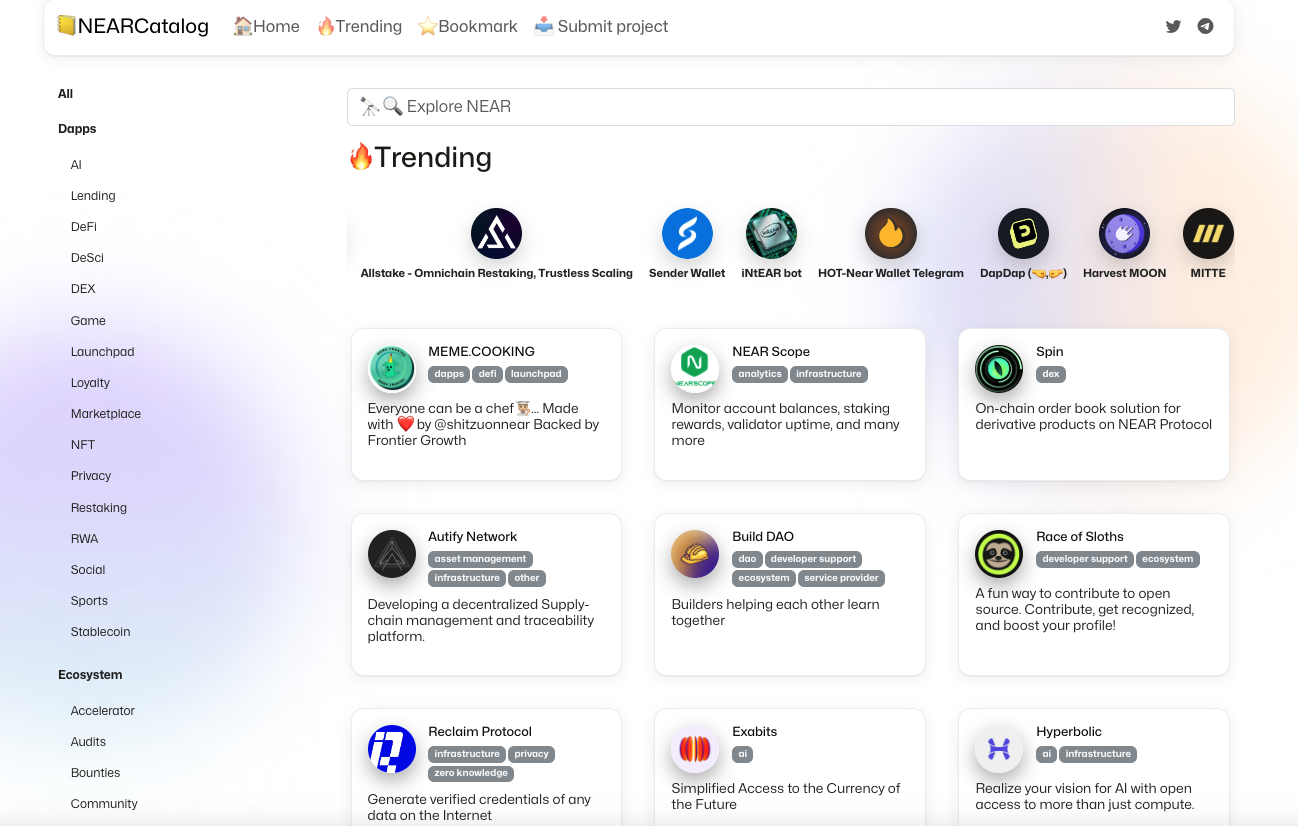 📒NEARCatalog
🏠Home
🔥Trending
⭐Bookmark
📥 Submit project
All
Dapps
AI
Lending
DeFi
DeSci
DEX
Game
Launchpad
Loyalty
Marketplace
NFT
Privacy
Restaking
RWA
Social
Sports
Stablecoin
Ecosystem
Accelerator
Audits
Bounties
Community
🔭🔍 Explore NEAR
🔥Trending
Allstake - Omnichain Restaking, Trustless Scaling
Sender Wallet
iNtEAR bot
HOT-Near Wallet Telegram
DapDap (🤜,🤛)
Harvest MOON
MITTE
MEME.COOKING
dapps defi launchpad
Everyone can be a chef 👨‍🍳... Made
with ❤️ by @shitzuonnear Backed by
Frontier Growth
NEARSCOPE
NEAR Scope
analytics infrastructure
Monitor account balances, staking
rewards, validator uptime, and many
more
Spin
dex
On-chain order book solution for
derivative products on NEAR Protocol
Autify Network
asset management
infrastructure other
Developing a decentralized Supply-
chain management and traceability
platform.
Build DAO
dao developer support
ecosystem service provider
Builders helping each other learn
together
Race of Sloths
developer support ecosystem
A fun way to contribute to open
source. Contribute, get recognized,
and boost your profile!
Reclaim Protocol
infrastructure privacy
zero knowledge
Generate verified credentials of any
data on the Internet
Exabits
ai
Simplified Access to the Currency of
the Future
Hyperbolic
ai infrastructure
Realize your vision for AI with open
access to more than just compute.